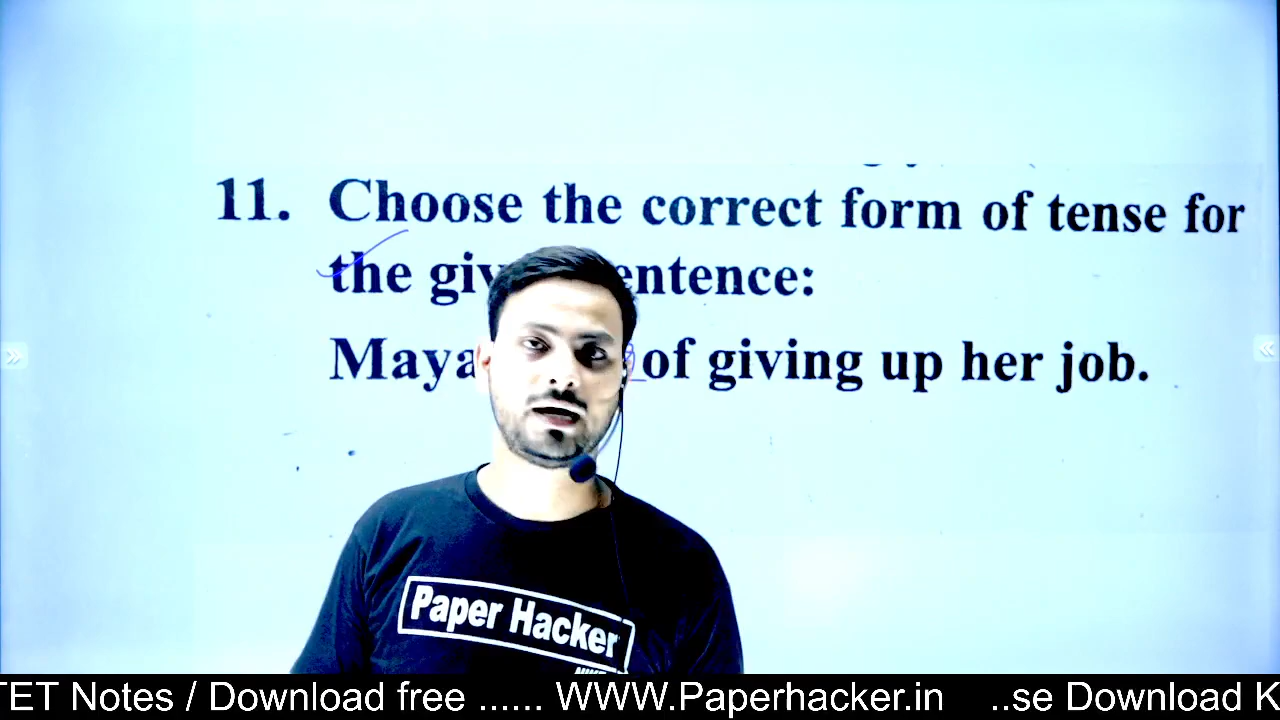 11. Choose the correct form of tense for
the giv entence:
Maya of giving up her job.
Paper Hacker
TET Notes / Download free ...... WWW.Paperhacker.in ..se Download K